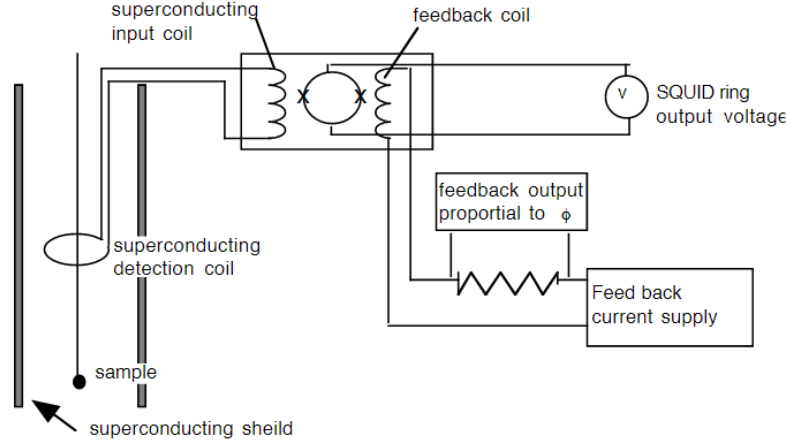 superconducting
input coil
feedback coil
X
X
V
SQUID ring
output voltage
feedback output
proportial to ϕ
superconducting
detection coil
Feed back
current supply
sample
superconducting sheild